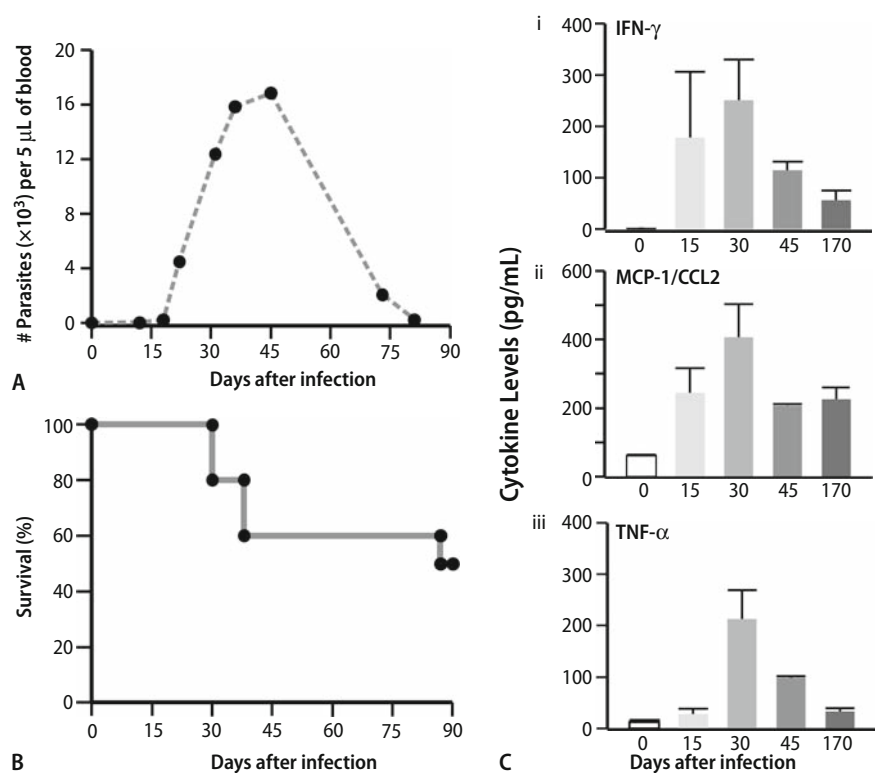 20
16
12
8
4
0
# Parasites (×10³) per 5 µL of blood
0 15 30 45 60 75 90
Days after infection
A
100
80
60
40
20
0
Survival (%)
0 15 30 45 60 75 90
Days after infection
B
Cytokine Levels (pg/mL)
i
IFN-γ
400
300
200
100
0
0 15 30 45 170
ii
MCP-1/CCL2
600
400
200
0
0 15 30 45 170
iii
TNF-α
400
300
200
100
0
0 15 30 45 170
Days after infection
C